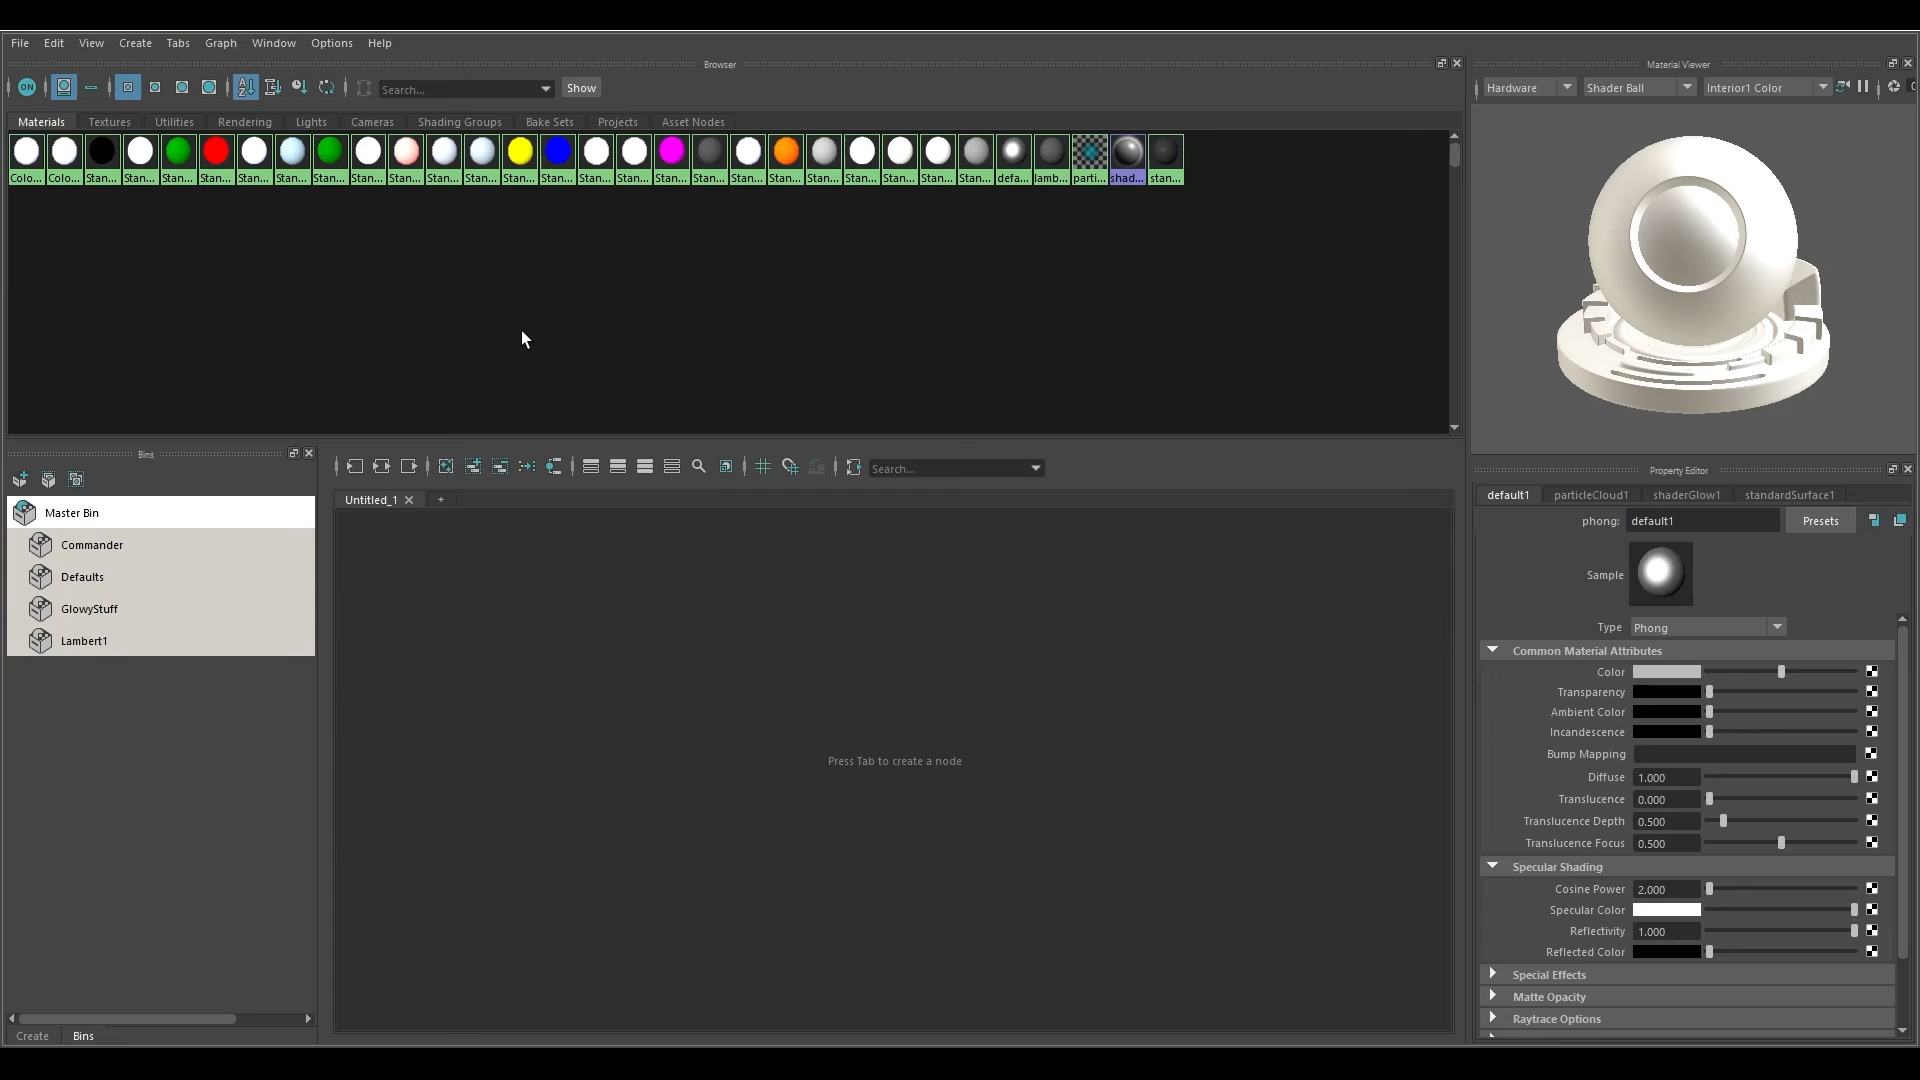 File Edit View Create Tabs Graph Window Options Help
Browser
ON Search... Show
Materials Textures Utilities Rendering Lights Cameras Shading Groups Bake Sets Projects Asset Nodes
Colo... Colo... Stan... Stan... Stan... Stan... Stan... Stan... Stan... Stan... Stan... Stan... Stan... Stan... Stan... Stan... Stan... Stan... Stan... Stan... Stan... Stan... Stan... Stan... Stan... Stan... defa... lamb... parti... shad... stan...
Material Viewer
Hardware Shader Ball Interior1 Color
Bins
Master Bin
Commander
Defaults
GlowyStuff
Lambert1
Create Bins
Search...
Untitled_1 +
Press Tab to create a node
Property Editor
default1 particleCloud1 shaderGlow1 standardSurface1
phong: default1 Presets
Sample
Type Phong
Common Material Attributes
Color
Transparency
Ambient Color
Incandescence
Bump Mapping
Diffuse 1.000
Translucence 0.000
Translucence Depth 0.500
Translucence Focus 0.500
Specular Shading
Cosine Power 2.000
Specular Color
Reflectivity 1.000
Reflected Color
Special Effects
Matte Opacity
Raytrace Options